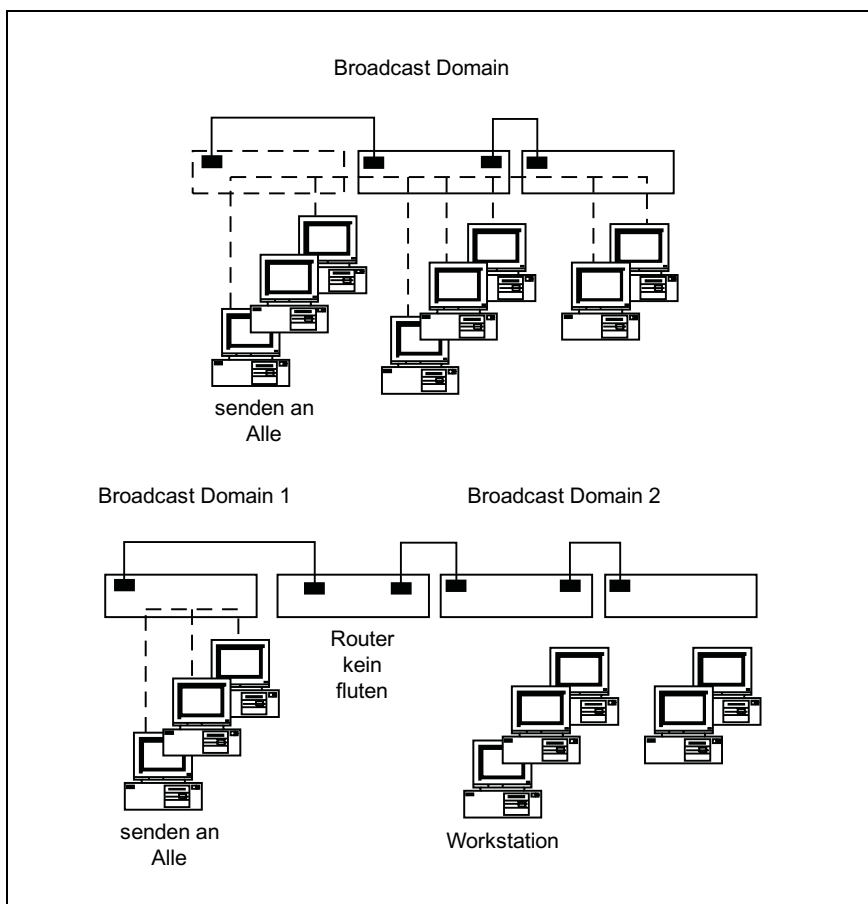 Broadcast Domain
senden an
Alle
Broadcast Domain 1
Broadcast Domain 2
Router
kein
fluten
senden an
Alle
Workstation